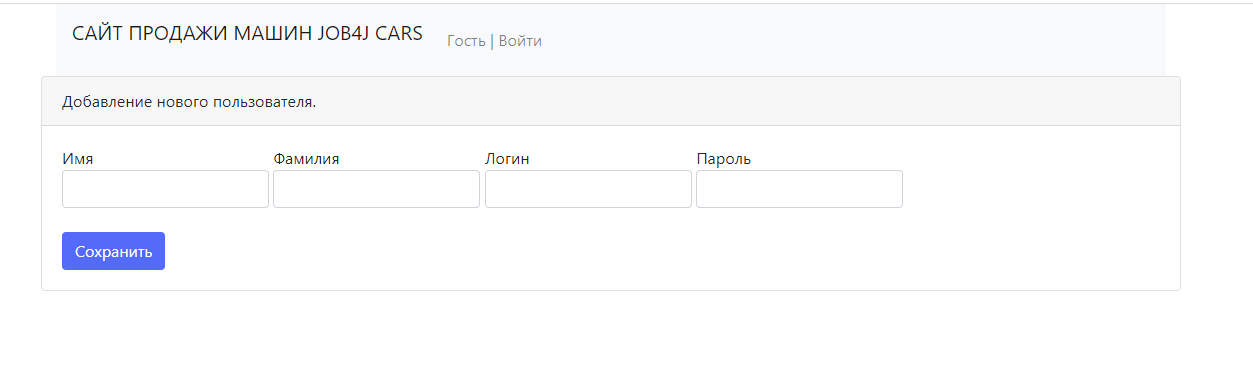 САЙТ ПРОДАЖИ МАШИН JOB4J CARS Гость | Войти
Добавление нового пользователя.
Имя Фамилия Логин Пароль
Сохранить